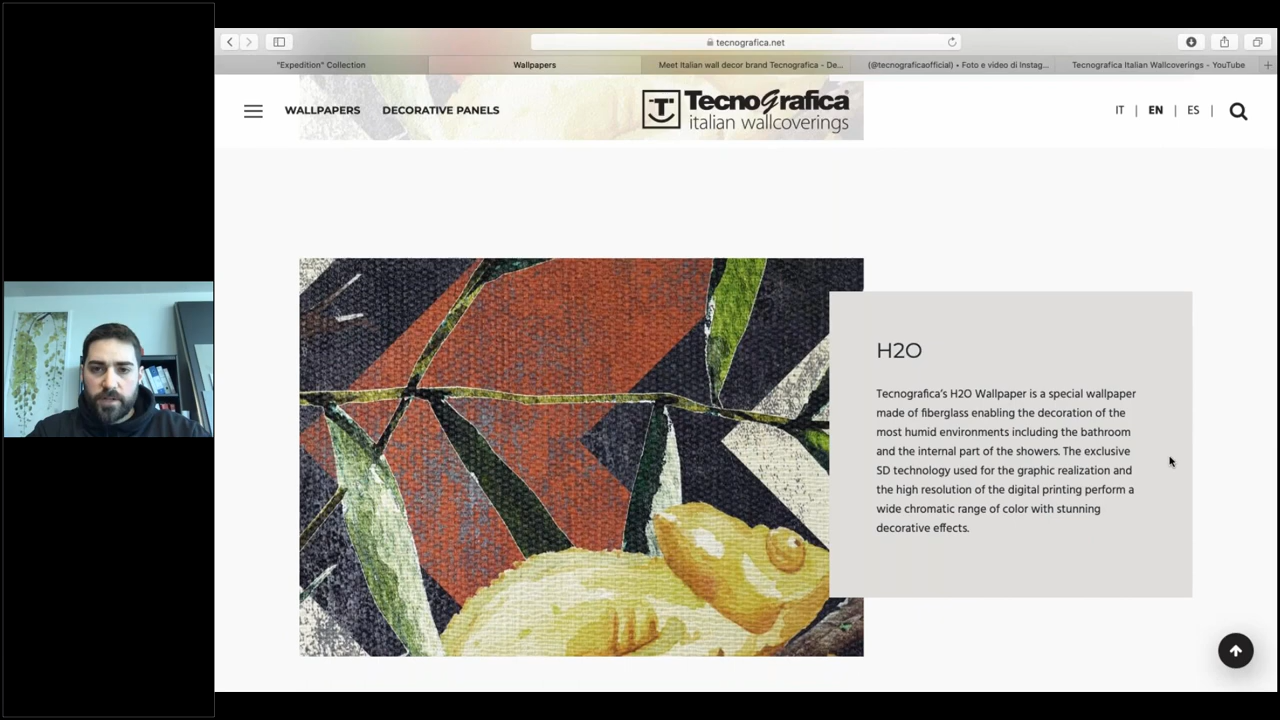 tecnografica.net
"Expedition" Collection
Wallpapers
Meet Italian wall decor brand Tecnografica - De...
(@tecnograficaofficial) • Foto e video di Instag...
Tecnografica Italian Wallcoverings - YouTube
WALLPAPERS
DECORATIVE PANELS
T TecnoGrafica®
italian wallcoverings
IT | EN | ES |
H2O
Tecnografica's H2O Wallpaper is a special wallpaper
made of fiberglass enabling the decoration of the
most humid environments including the bathroom
and the internal part of the showers. The exclusive
SD technology used for the graphic realization and
the high resolution of the digital printing perform a
wide chromatic range of color with stunning
decorative effects.